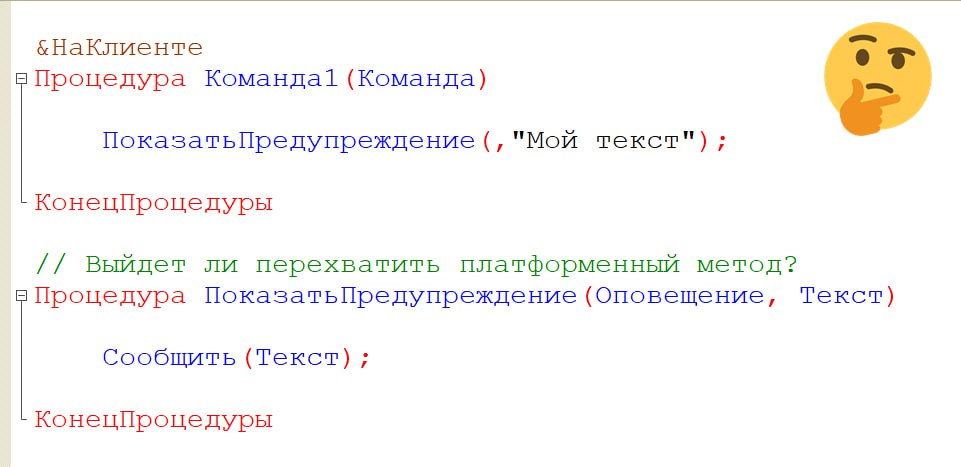 &НаКлиенте
Процедура Команда1(Команда)
ПоказатьПредупреждение(,"Мой текст");
КонецПроцедуры
// Выйдет ли перехватить платформенный метод?
Процедура ПоказатьПредупреждение(Оповещение, Текст)
Сообщить(Текст);
КонецПроцедуры